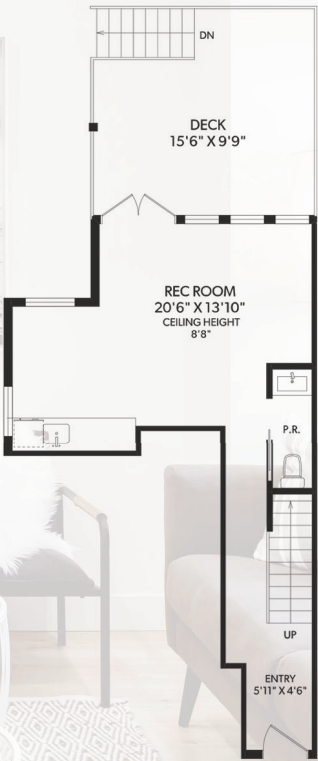 DN
DECK
15'6" X 9'9"
REC ROOM
20'6" X 13'10"
CEILING HEIGHT
8'8"
P.R.
UP
ENTRY
5'11" X 4'6"